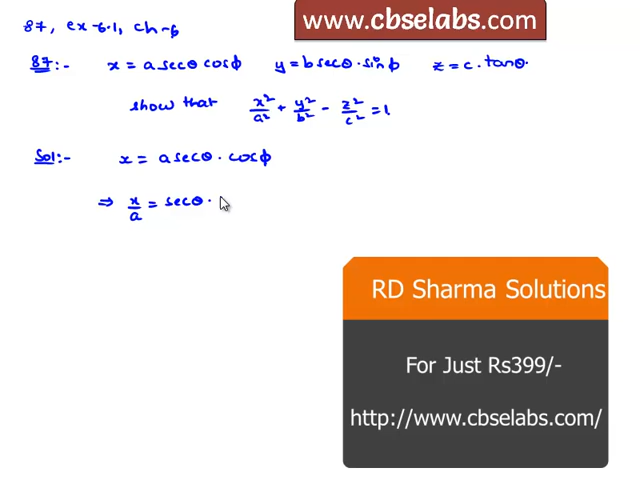 www.cbselabs.com
87, ex-6.1, ch-6
87:- x = a secθ cosϕ y = b secθ · sinϕ z = c · tanθ ·
show that x²/a² + y²/b² - z²/c² = 1
Sol:- x = a secθ · cosϕ
⇒ x/a = secθ ·
RD Sharma Solutions
For Just Rs399/-
http://www.cbselabs.com/